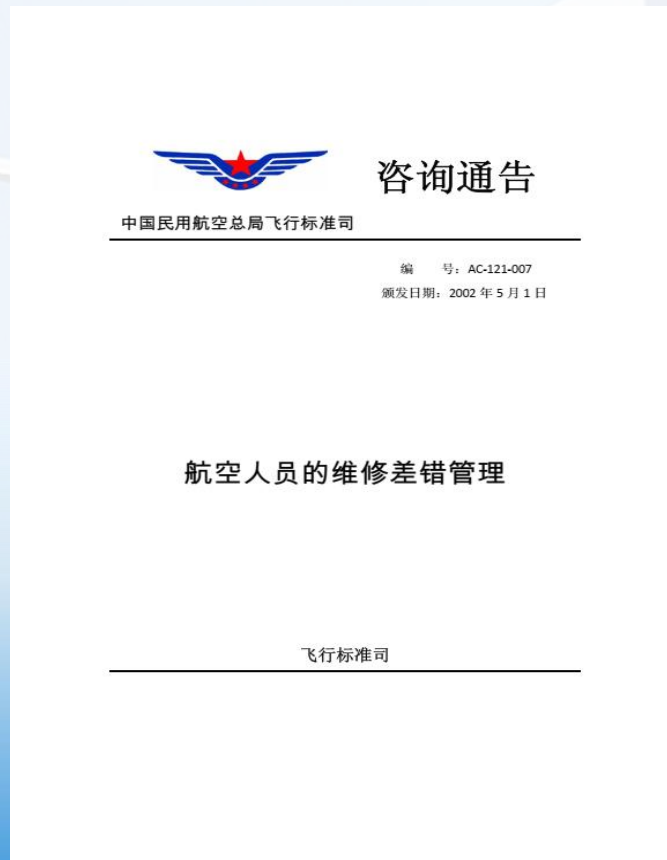 咨询通告
中国民用航空总局飞行标准司
编 号：AC-121-007
颁发日期：2002 年 5 月 1 日
航空人员的维修差错管理
飞行标准司